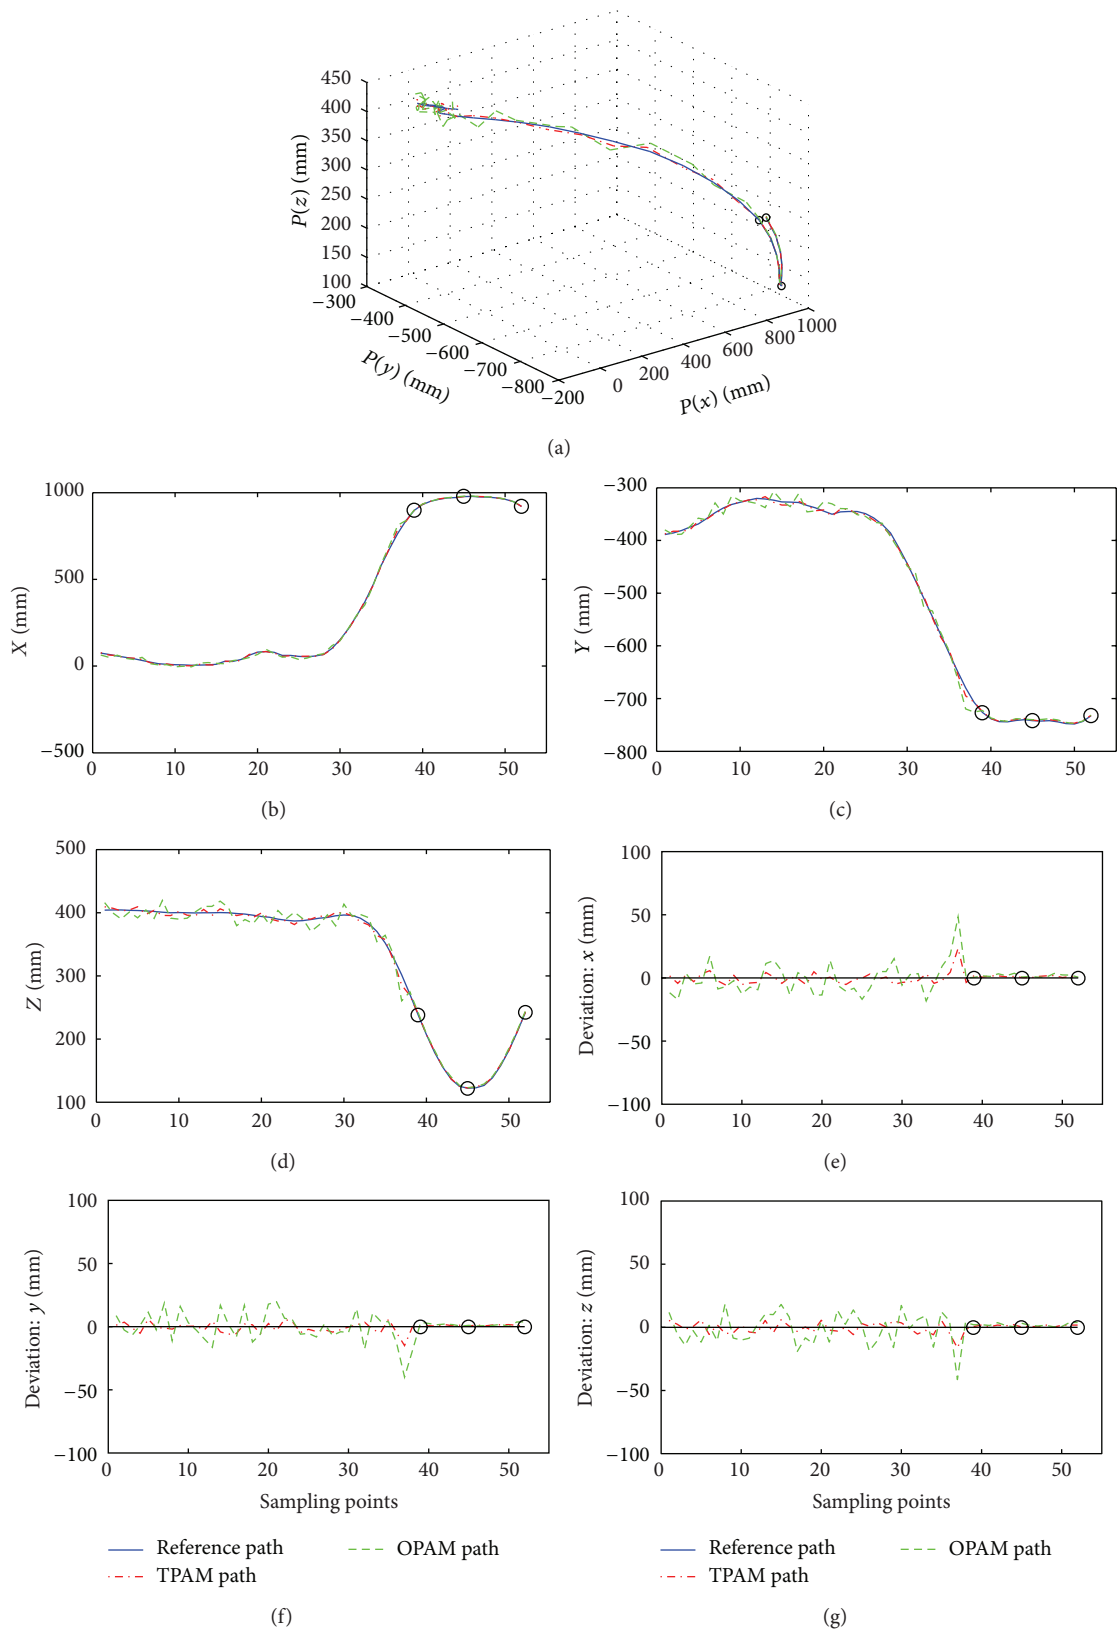 450
400
350
300
250
200
150
100
P(z) (mm)
−300
−400
−500
−600
−700
−800
P(y) (mm)
−200
0
200
400
600
800
1000
P(x) (mm)
(a)
1000
500
0
−500
X (mm)
0 10 20 30 40 50
(b)
−300
−400
−500
−600
−700
−800
Y (mm)
0 10 20 30 40 50
(c)
500
400
300
200
100
Z (mm)
0 10 20 30 40 50
(d)
100
50
0
−50
−100
Deviation: x (mm)
0 10 20 30 40 50
(e)
100
50
0
−50
−100
Deviation: y (mm)
0 10 20 30 40 50
Sampling points
Reference path
OPAM path
TPAM path
(f)
100
50
0
−50
−100
Deviation: z (mm)
0 10 20 30 40 50
Sampling points
Reference path
OPAM path
TPAM path
(g)